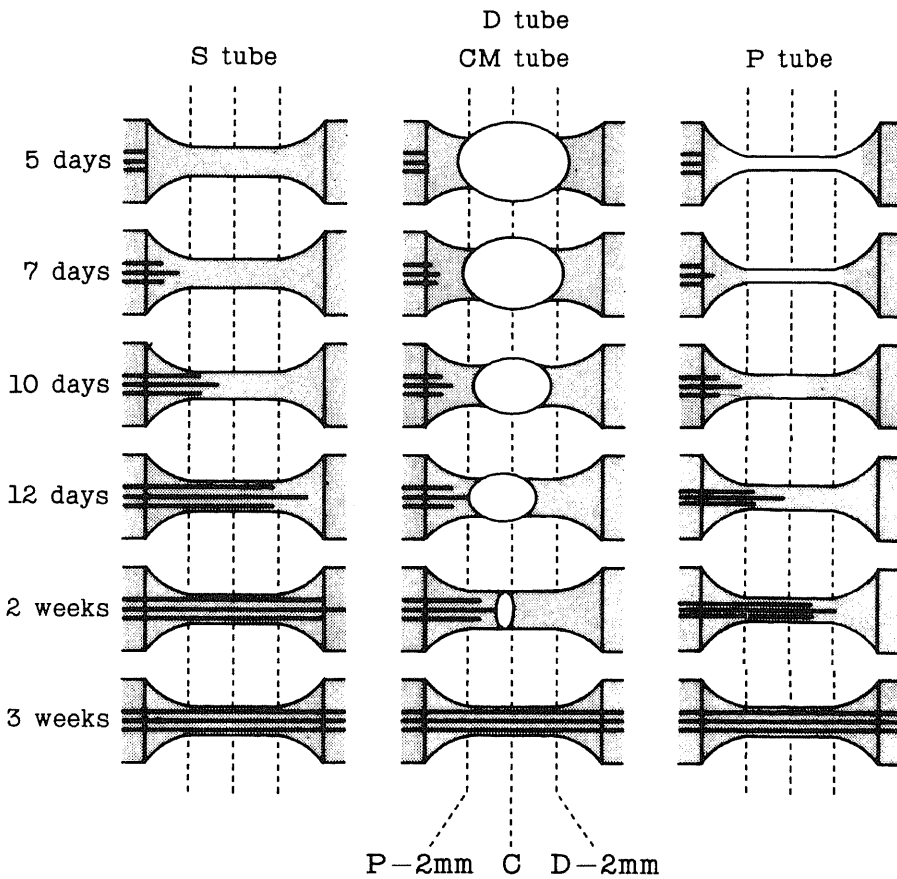 D tube
S tube CM tube P tube
5 days
7 days
10 days
12 days
2 weeks
3 weeks
P-2mm C D-2mm